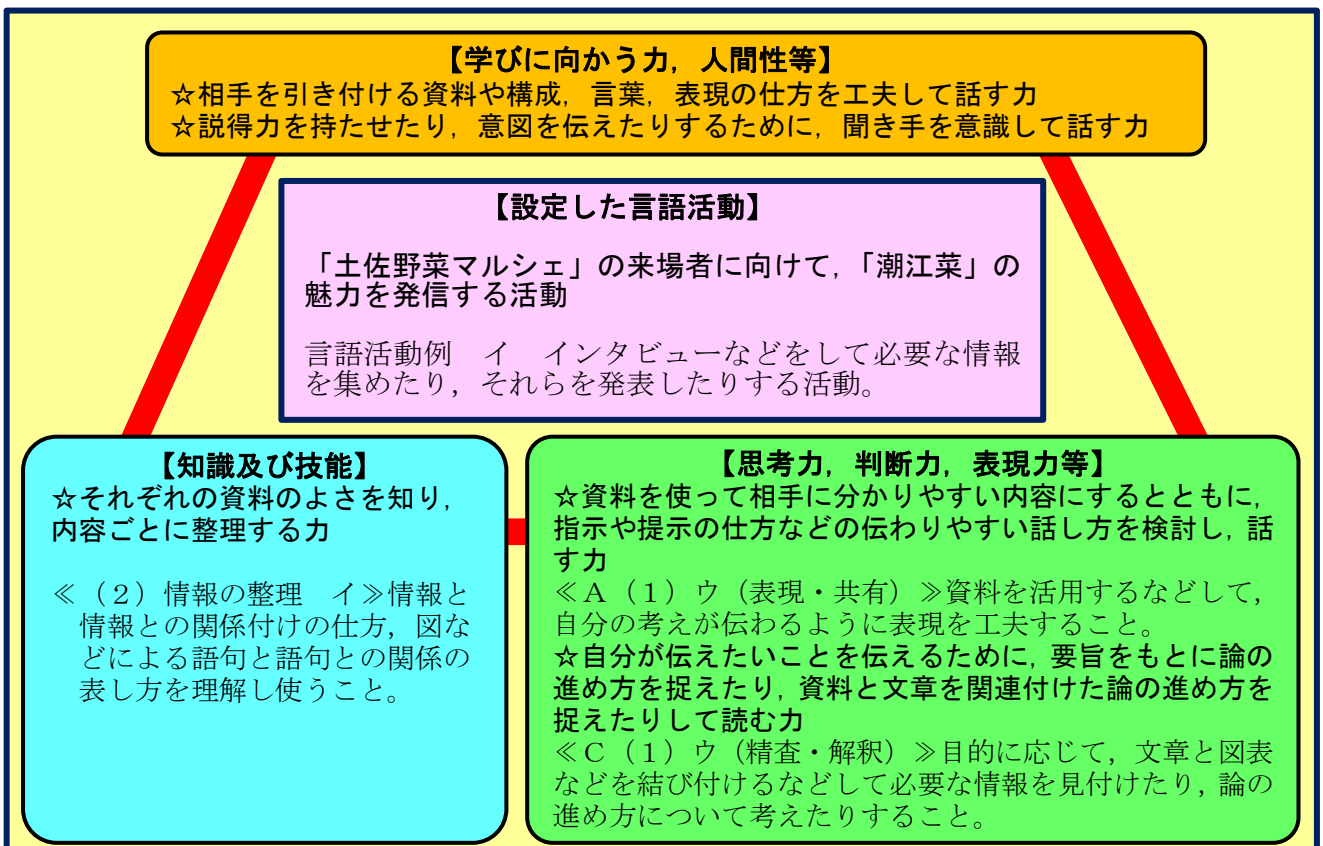 【学びに向かう力，人間性等】
☆相手を引き付ける資料や構成，言葉，表現の仕方を工夫して話す力
☆説得力を持たせたり，意図を伝えたりするために，聞き手を意識して話す力
【設定した言語活動】
「土佐野菜マルシェ」の来場者に向けて，「潮江菜」の
魅力を発信する活動
言語活動例　イ　インタビューなどをして必要な情報
を集めたり，それらを発表したりする活動。
【知識及び技能】
☆それぞれの資料のよさを知り，
内容ごとに整理する力
≪（２）情報の整理　イ≫情報と
情報との関係付けの仕方，図な
どによる語句と語句との関係の
表し方を理解し使うこと。
【思考力，判断力，表現力等】
☆資料を使って相手に分かりやすい内容にするとともに，
指示や提示の仕方などの伝わりやすい話し方を検討し，話
す力
≪Ａ（１）ウ（表現・共有）≫資料を活用するなどして，
自分の考えが伝わるように表現を工夫すること。
☆自分が伝えたいことを伝えるために，要旨をもとに論の
進め方を捉えたり，資料と文章を関連付けた論の進め方を
捉えたりして読む力
≪Ｃ（１）ウ（精査・解釈）≫目的に応じて，文章と図表
などを結び付けるなどして必要な情報を見付けたり，論の
進め方について考えたりすること。